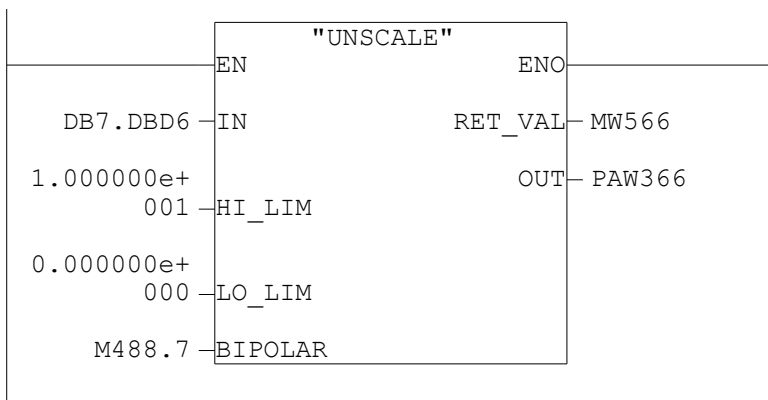 "UNSCALE"
EN ENO
DB7.DBD6 IN RET_VAL MW566
1.000000e+ OUT PAW366
001 HI_LIM
0.000000e+
000 LO_LIM
M488.7 BIPOLAR